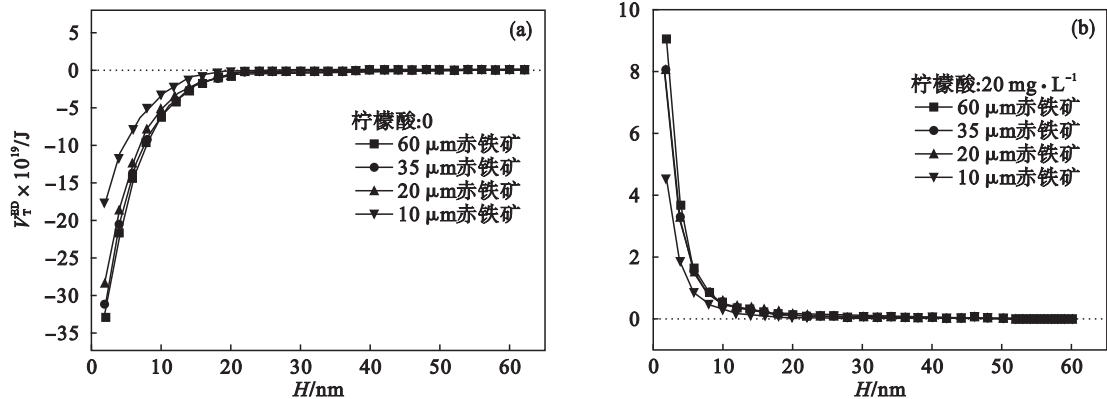 (a)
5
0
−5
−10
−15
−20
−25
−30
−35
V_T^{ED} × 10^{19}/J
柠檬酸:0
60 μm赤铁矿
35 μm赤铁矿
20 μm赤铁矿
10 μm赤铁矿
0 10 20 30 40 50 60
H/nm
(b)
10
8
6
4
2
0
柠檬酸:20 mg·L⁻¹
60 μm赤铁矿
35 μm赤铁矿
20 μm赤铁矿
10 μm赤铁矿
0 10 20 30 40 50 60
H/nm